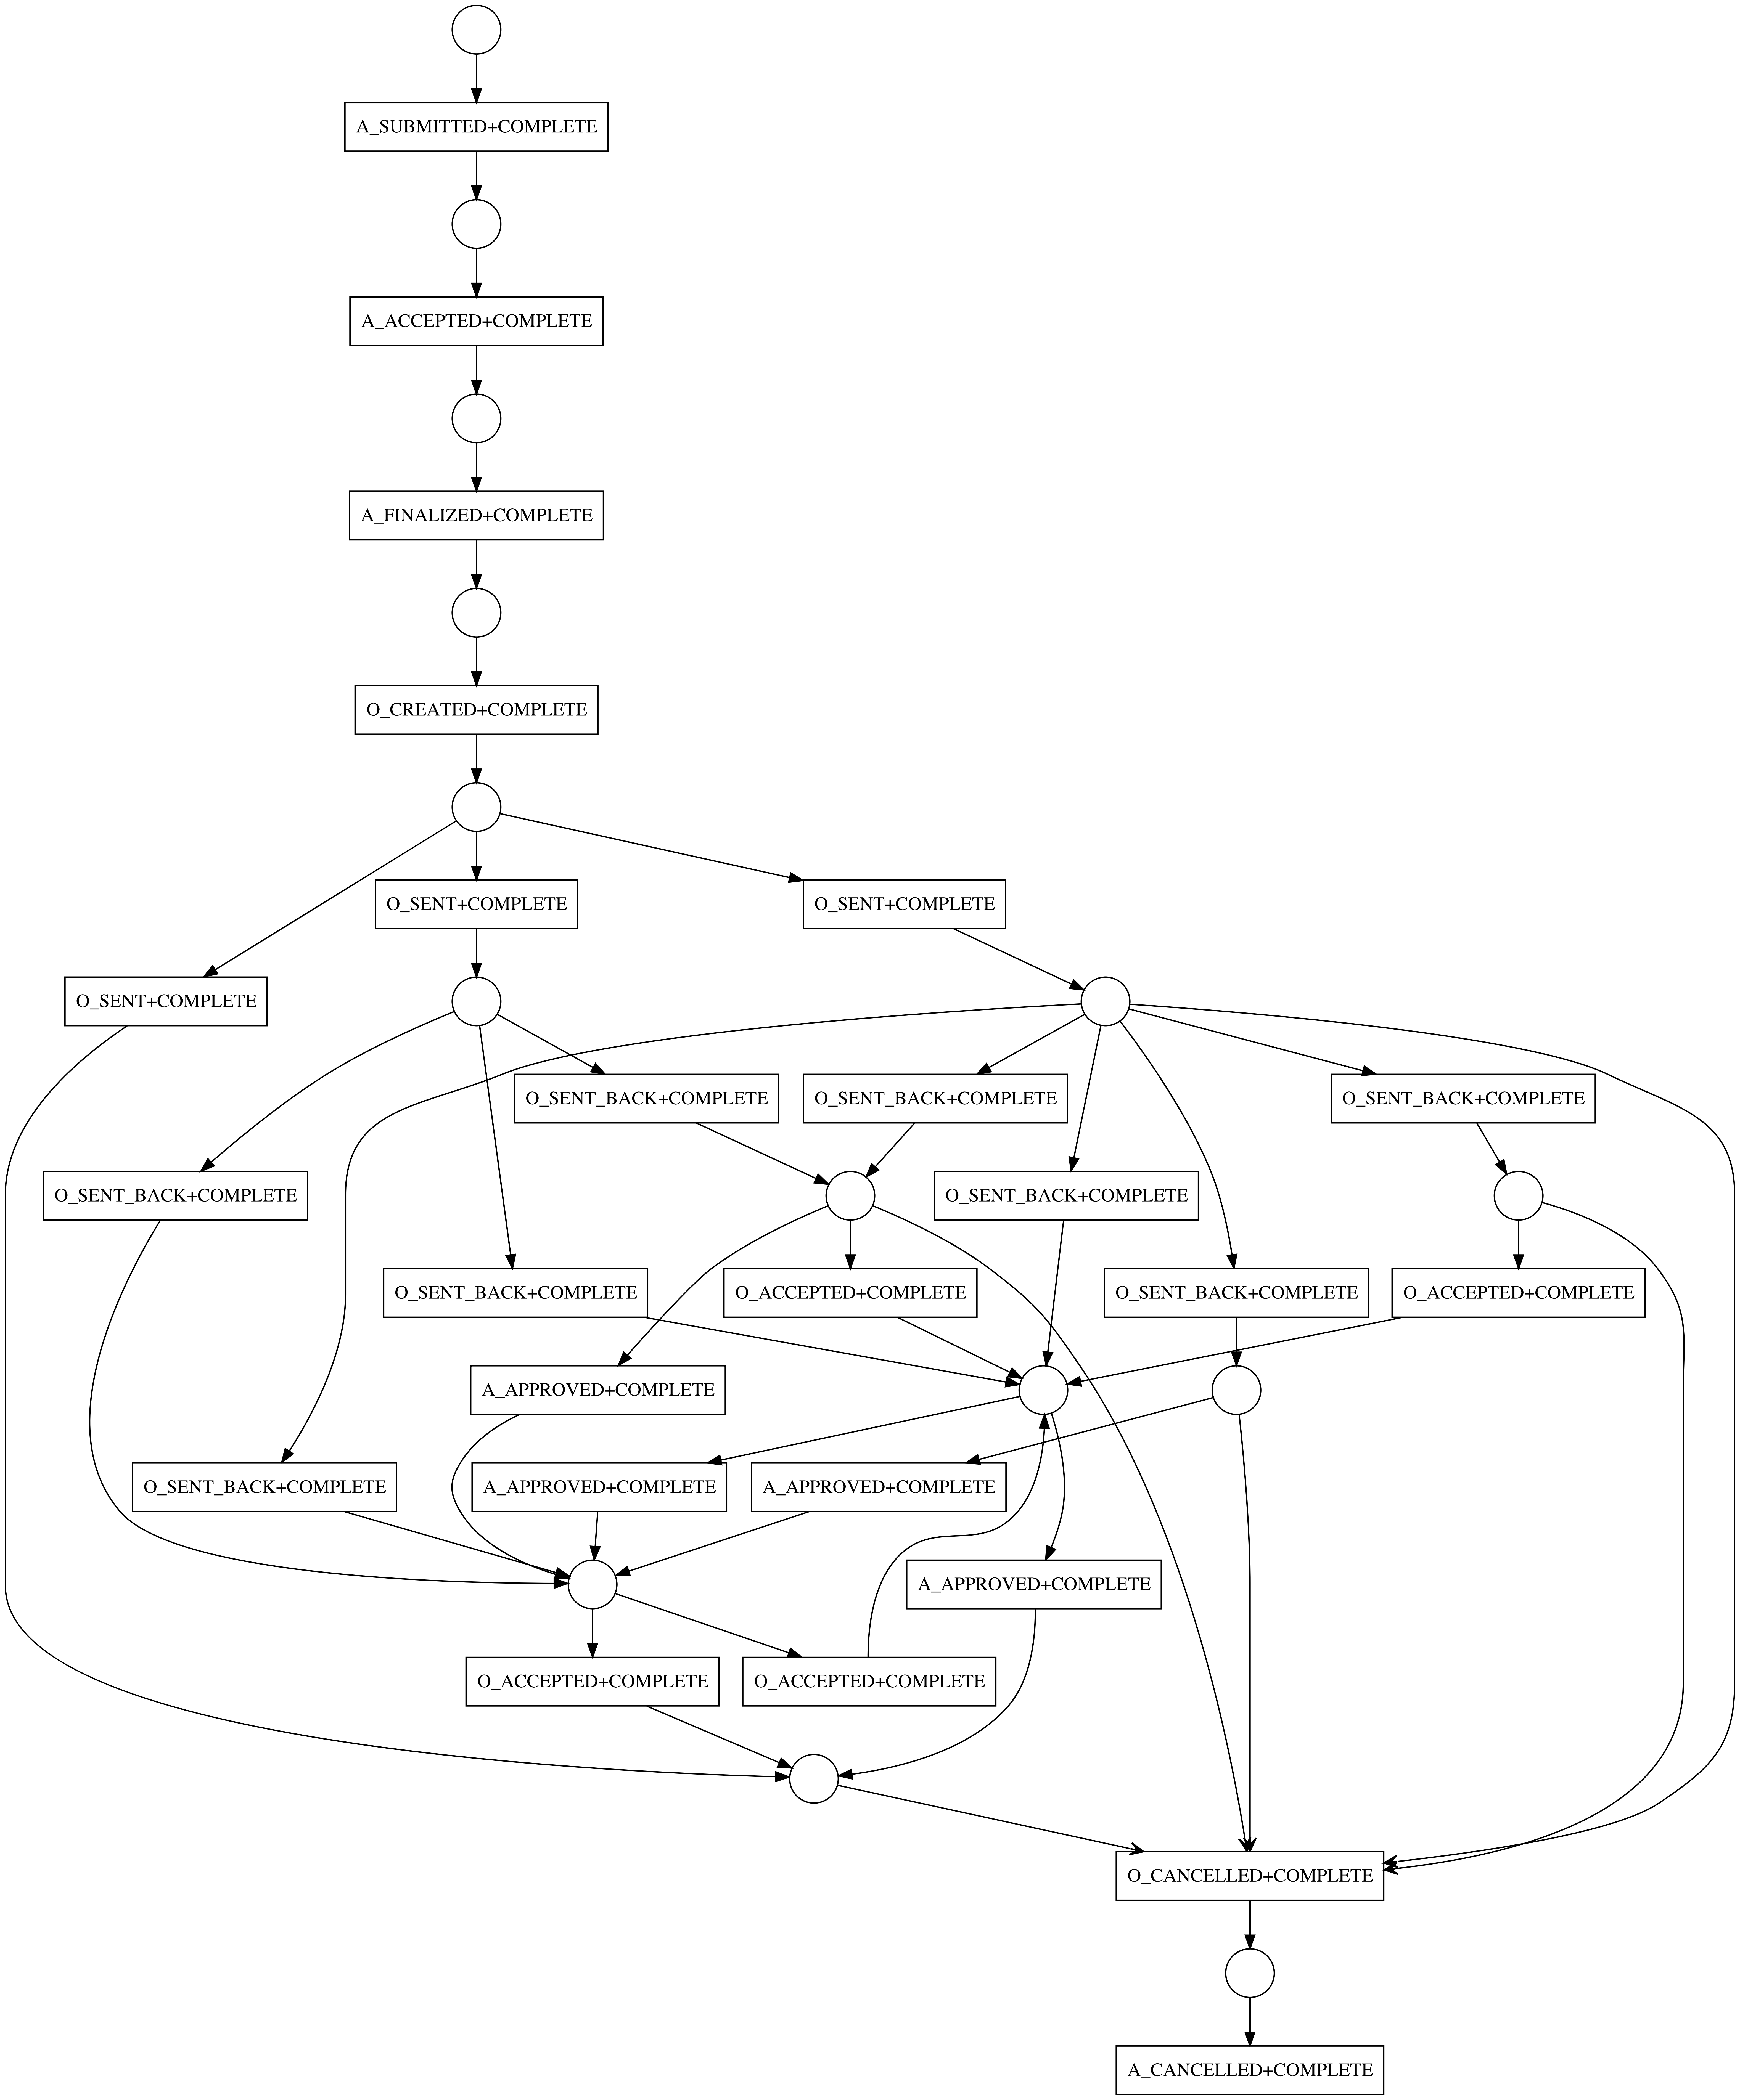 A_SUBMITTED+COMPLETE
A_ACCEPTED+COMPLETE
A_FINALIZED+COMPLETE
O_CREATED+COMPLETE
O_SENT+COMPLETE
O_SENT+COMPLETE
O_SENT+COMPLETE
O_SENT_BACK+COMPLETE
O_SENT_BACK+COMPLETE
O_SENT_BACK+COMPLETE
O_SENT_BACK+COMPLETE
O_SENT_BACK+COMPLETE
O_SENT_BACK+COMPLETE
O_ACCEPTED+COMPLETE
O_SENT_BACK+COMPLETE
O_ACCEPTED+COMPLETE
A_APPROVED+COMPLETE
O_SENT_BACK+COMPLETE
A_APPROVED+COMPLETE
A_APPROVED+COMPLETE
A_APPROVED+COMPLETE
O_ACCEPTED+COMPLETE
O_ACCEPTED+COMPLETE
O_CANCELLED+COMPLETE
A_CANCELLED+COMPLETE